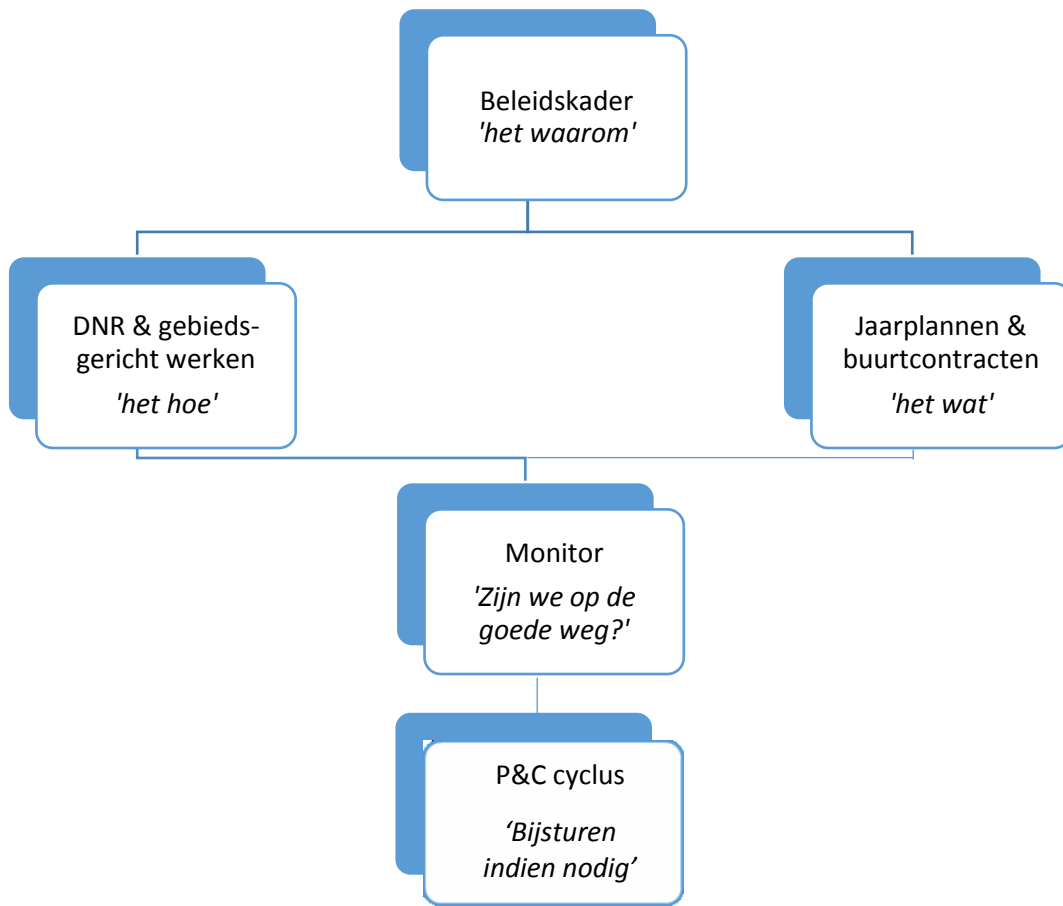 Beleidskader
'het waarom'
DNR & gebieds-
gericht werken
'het hoe'
Jaarplannen &
buurtcontracten
'het wat'
Monitor
'Zijn we op de
goede weg?'
P&C cyclus
‘Bijsturen
indien nodig’